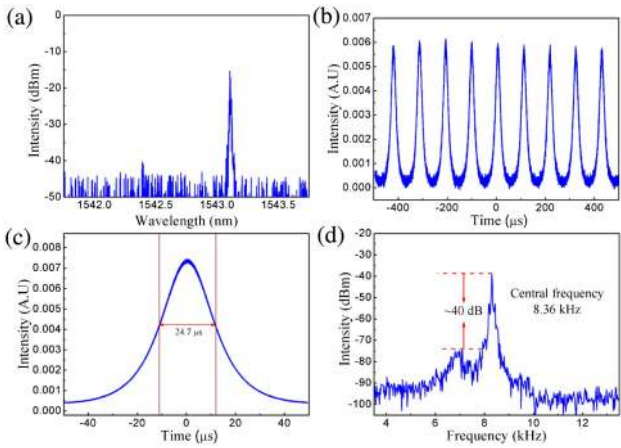 (a)
0
-10
-20
-30
-40
-50
Intensity (dBm)
1542.0 1542.5 1543.0 1543.5
Wavelength (nm)
(b)
0.007
0.006
0.005
0.004
0.003
0.002
0.001
0.000
Intensity (A.U)
-400 -200 0 200 400
Time (μs)
(c)
0.008
0.007
0.006
0.005
0.004
0.003
0.002
0.001
0.000
Intensity (A.U)
24.7 μs
-40 -20 0 20 40
Time (μs)
(d)
-20
-30
-40
-50
-60
-70
-80
-90
-100
Intensity (dBm)
~40 dB
Central frequency
8.36 kHz
4 6 8 10 12
Frequency (kHz)